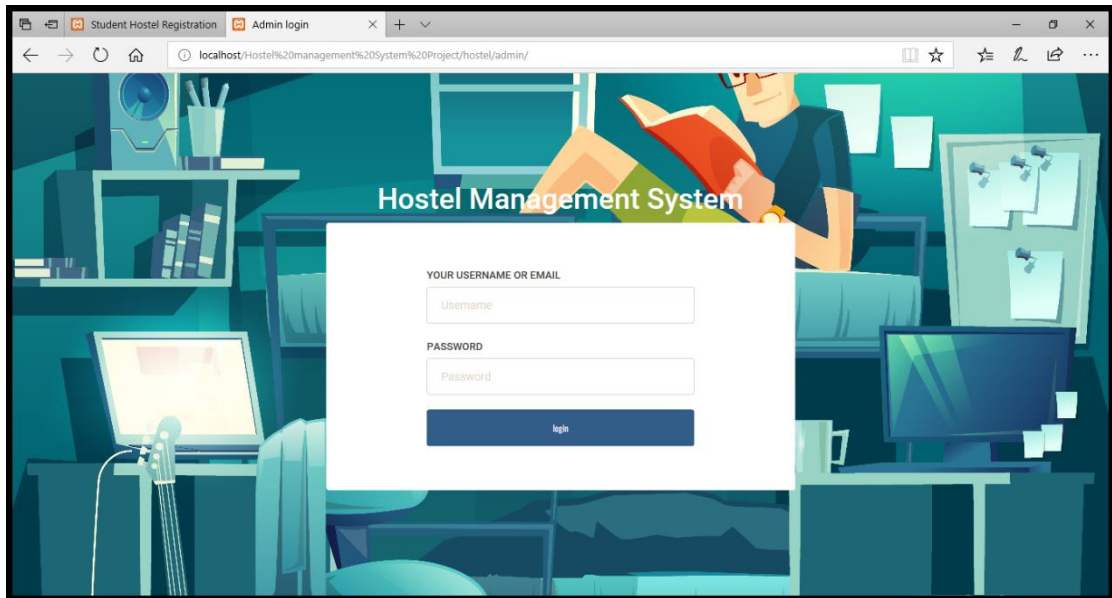 Student Hostel Registration
Admin login
localhost/Hostel%20management%20System%20Project/hostel/admin/
Hostel Management System
YOUR USERNAME OR EMAIL
Username
PASSWORD
Password
login